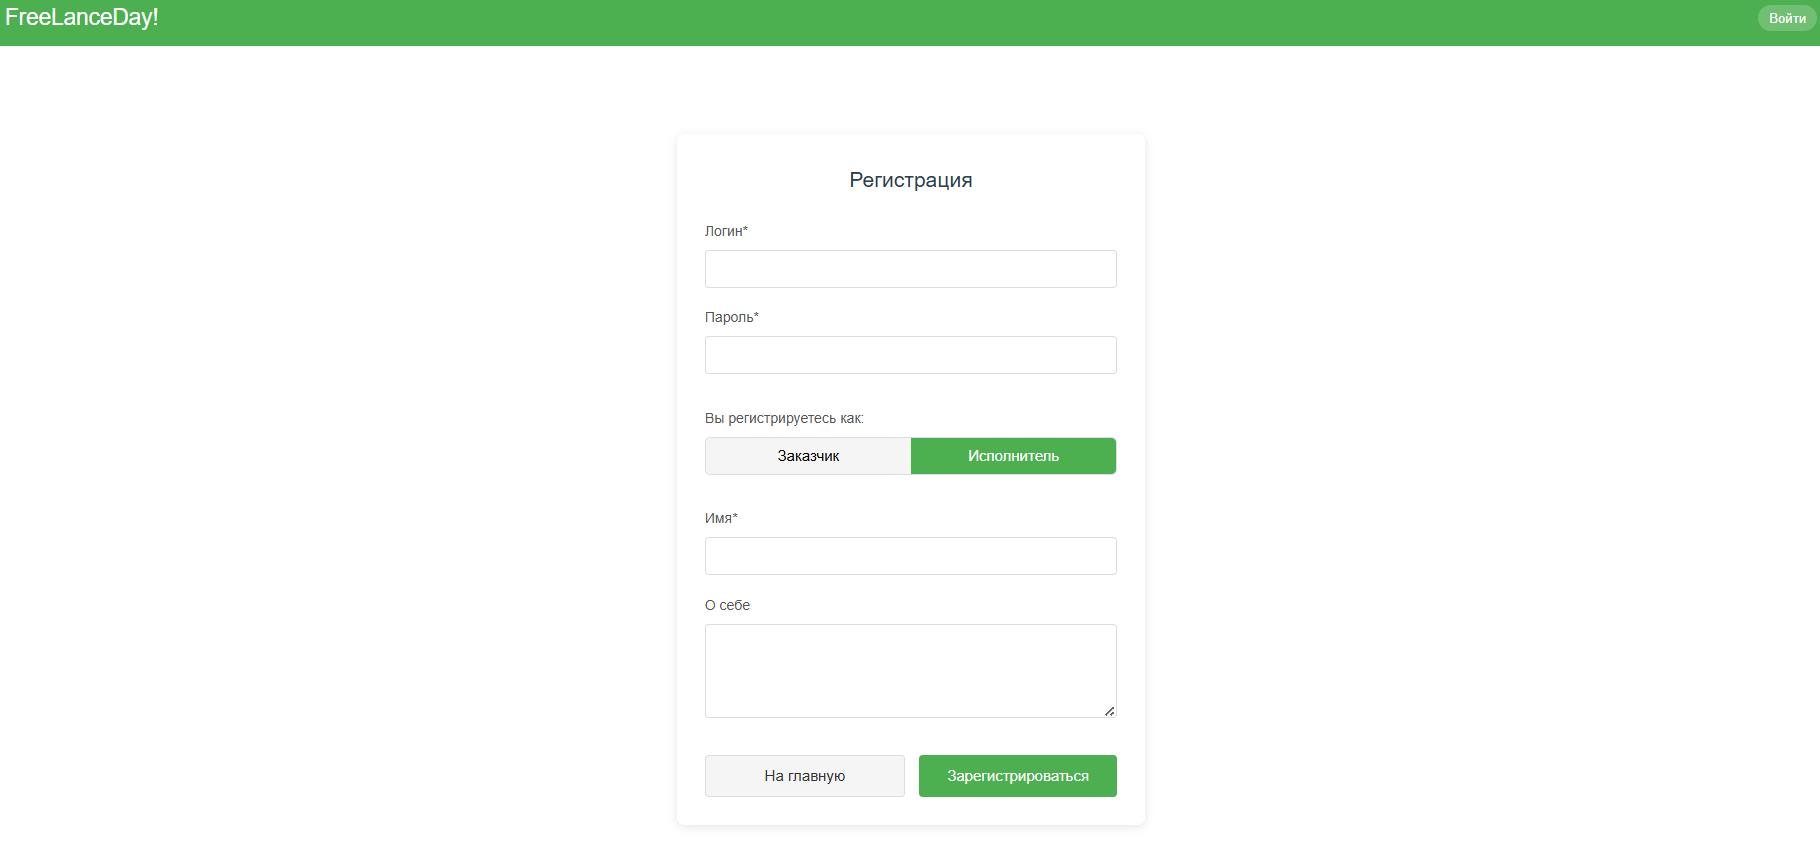 FreeLanceDay!
Войти
Регистрация
Логин*
Пароль*
Вы регистрируетесь как:
Заказчик Исполнитель
Имя*
О себе
На главную Зарегистрироваться